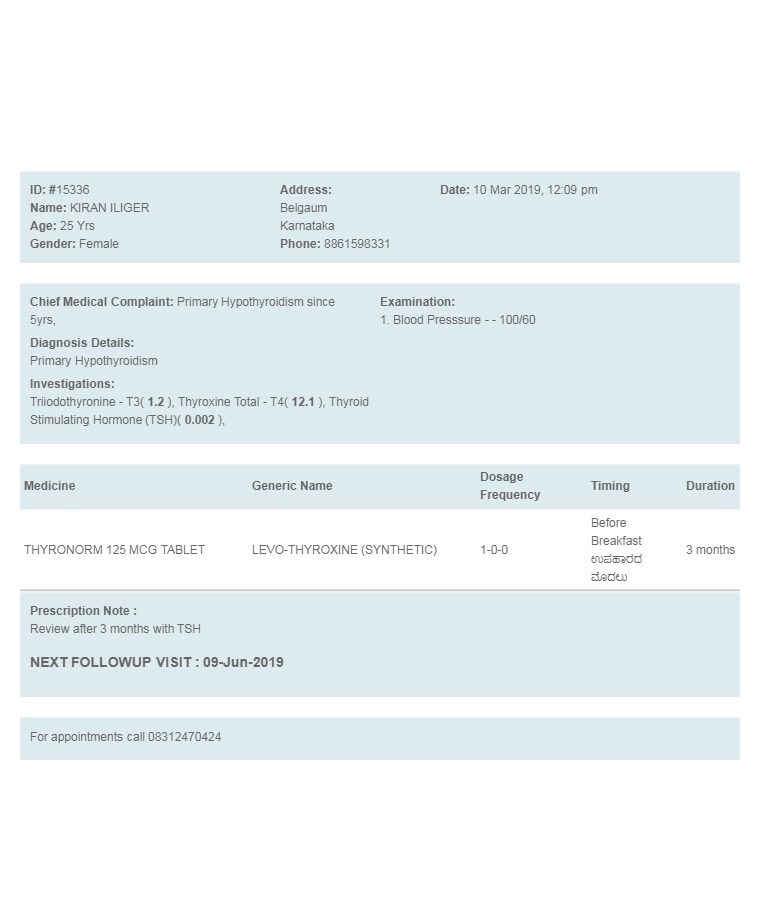 ID: #15336
Name: KIRAN ILIGER
Age: 25 Yrs
Gender: Female
Address:
Belgaum
Karnataka
Phone: 8861598331
Date: 10 Mar 2019, 12:09 pm
Chief Medical Complaint: Primary Hypothyroidism since
5yrs,
Diagnosis Details:
Primary Hypothyroidism
Investigations:
Triiodothyronine - T3( 1.2 ), Thyroxine Total - T4( 12.1 ), Thyroid
Stimulating Hormone (TSH)( 0.002 ),
Examination:
1. Blood Presssure - - 100/60
Medicine Generic Name Dosage Frequency Timing Duration
THYRONORM 125 MCG TABLET LEVO-THYROXINE (SYNTHETIC) 1-0-0 Before Breakfast ಉಪಹಾರದ ಮೊದಲು 3 months
Prescription Note :
Review after 3 months with TSH
NEXT FOLLOWUP VISIT : 09-Jun-2019
For appointments call 08312470424